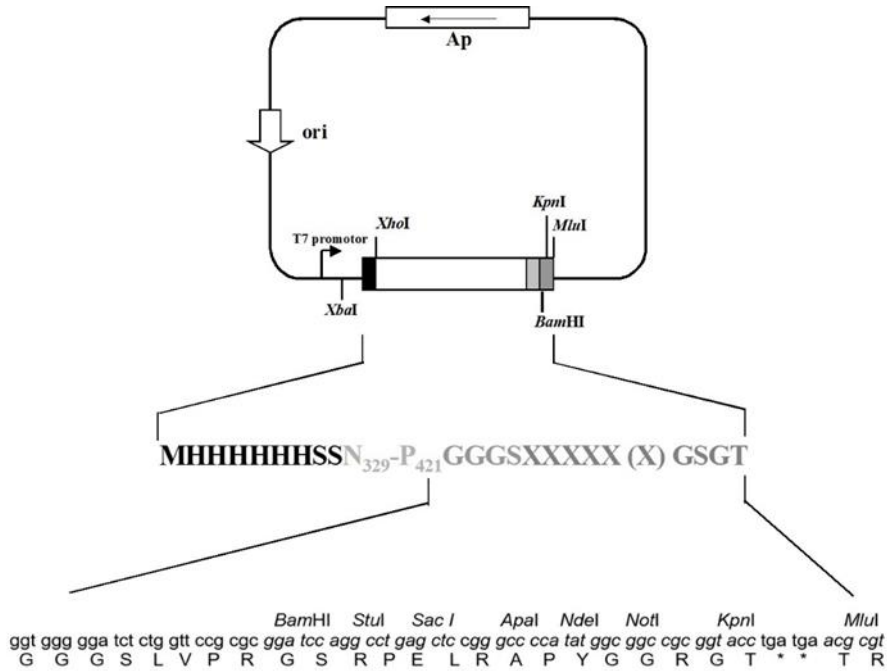 Ap
ori
KpnI
XhoI
MluI
T7 promotor
XbaI
BamHI
MHHHHHHSSN329-P421GGGSXXXXX (X) GSGT
BamHI StuI Sac I ApaI NdeI NotI KpnI MluI
ggt ggg gga tct ctg gtt ccg cgc gga tcc agg cct gag ctc cgg gcc cca tat ggc ggc cgc ggt acc tga tga acg cgt
G G G S L V P R G S R P E L R A P Y G G R G T * * T R